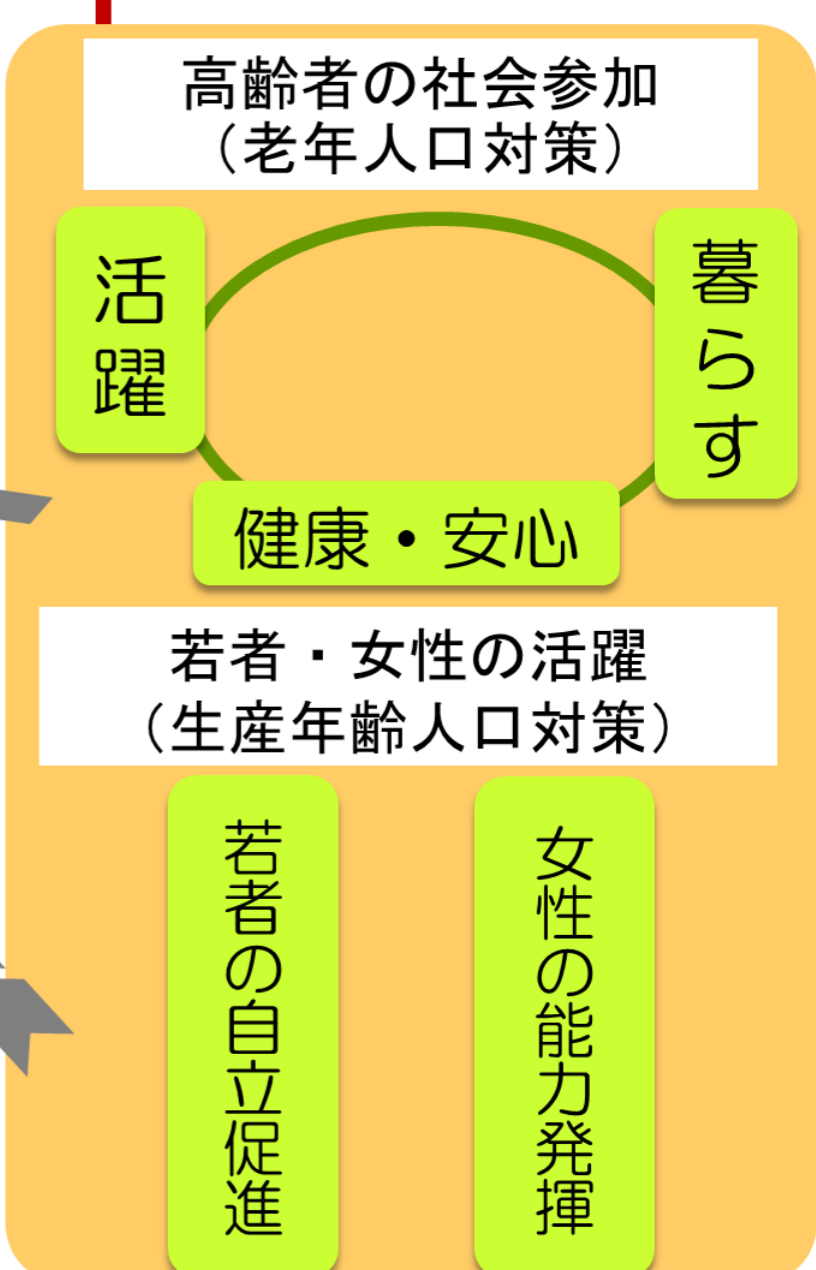 高齢者の社会参加
（老年人口対策）
活躍
暮らす
健康・安心
若者・女性の活躍
（生産年齢人口対策）
若者の自立促進
女性の能力発揮